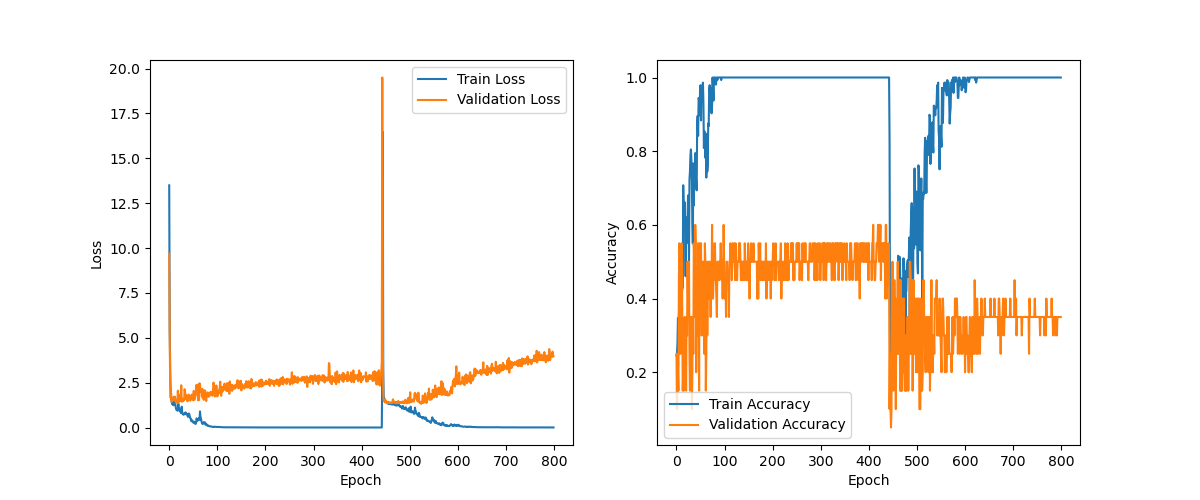 20.0
17.5
15.0
12.5
10.0
7.5
5.0
2.5
0.0
Loss
0 100 200 300 400 500 600 700 800
Epoch
Train Loss
Validation Loss
1.0
0.8
0.6
0.4
0.2
Accuracy
0 100 200 300 400 500 600 700 800
Epoch
Train Accuracy
Validation Accuracy